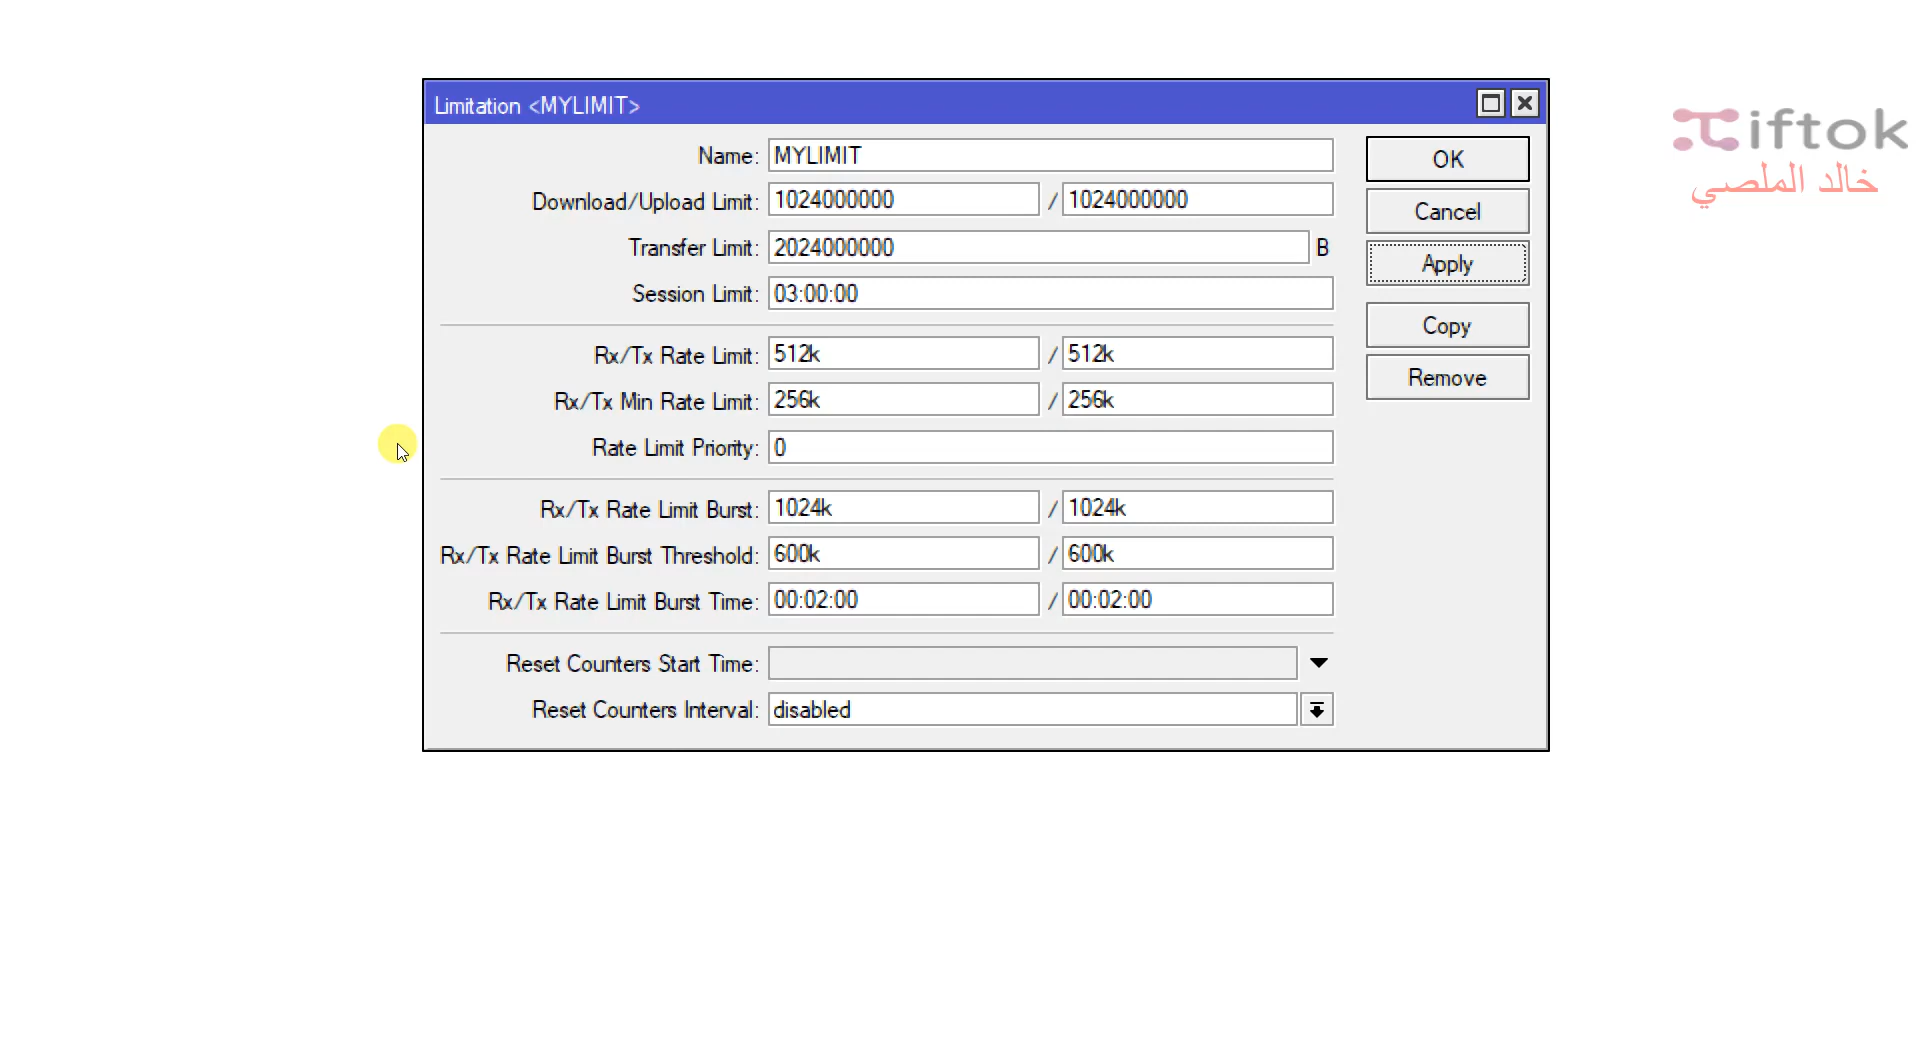 Limitation <MYLIMIT>
Name: MYLIMIT
Download/Upload Limit: 1024000000 / 1024000000
Transfer Limit: 2024000000 B
Session Limit: 03:00:00
Rx/Tx Rate Limit: 512k / 512k
Rx/Tx Min Rate Limit: 256k / 256k
Rate Limit Priority: 0
Rx/Tx Rate Limit Burst: 1024k / 1024k
Rx/Tx Rate Limit Burst Threshold: 600k / 600k
Rx/Tx Rate Limit Burst Time: 00:02:00 / 00:02:00
Reset Counters Start Time:
Reset Counters Interval: disabled
OK
Cancel
Apply
Copy
Remove
Tiftok
خالد الملصي